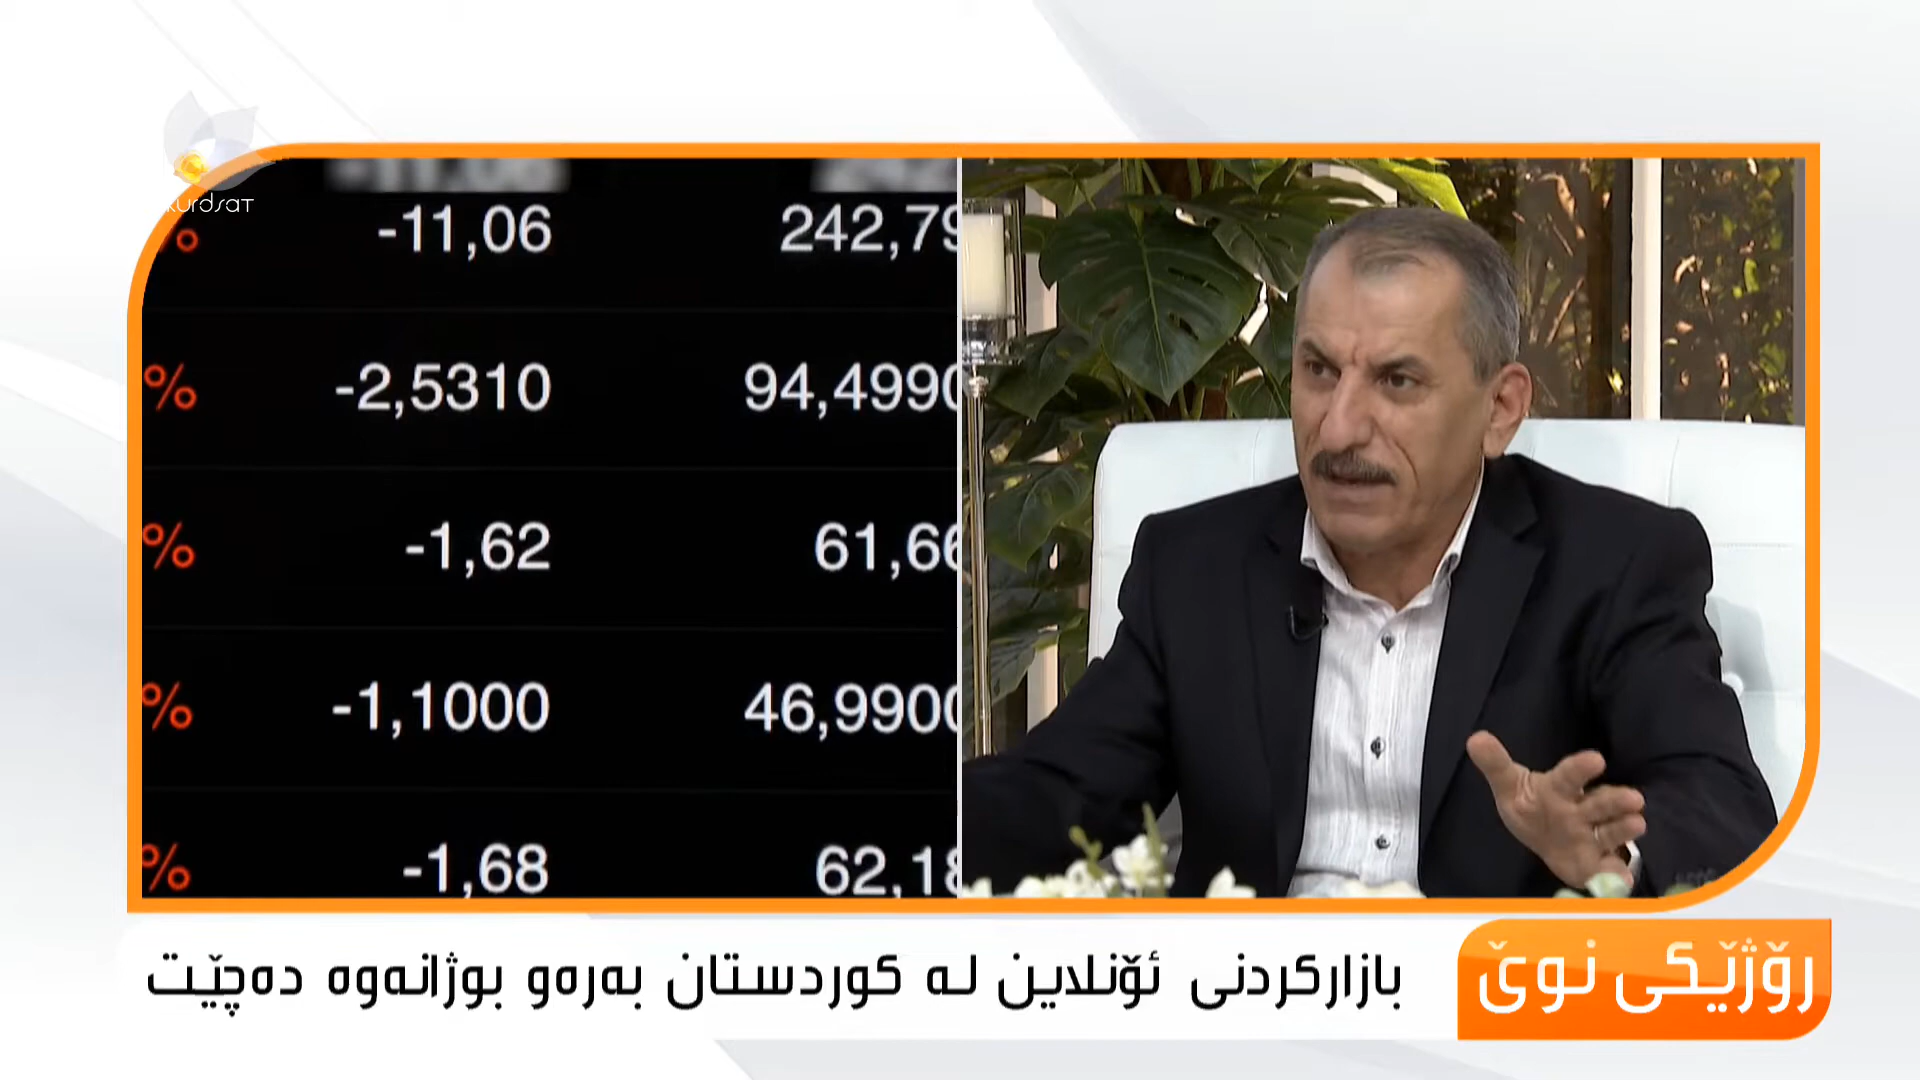 kurdsat
% -11,06 242,79
% -2,5310 94,4990
% -1,62 61,66
% -1,1000 46,9900
% -1,68 62,18
رۆژێکی نوێ
بازارکردنی ئۆنلاین لە کوردستان بەرەو بوژانەوە دەچێت